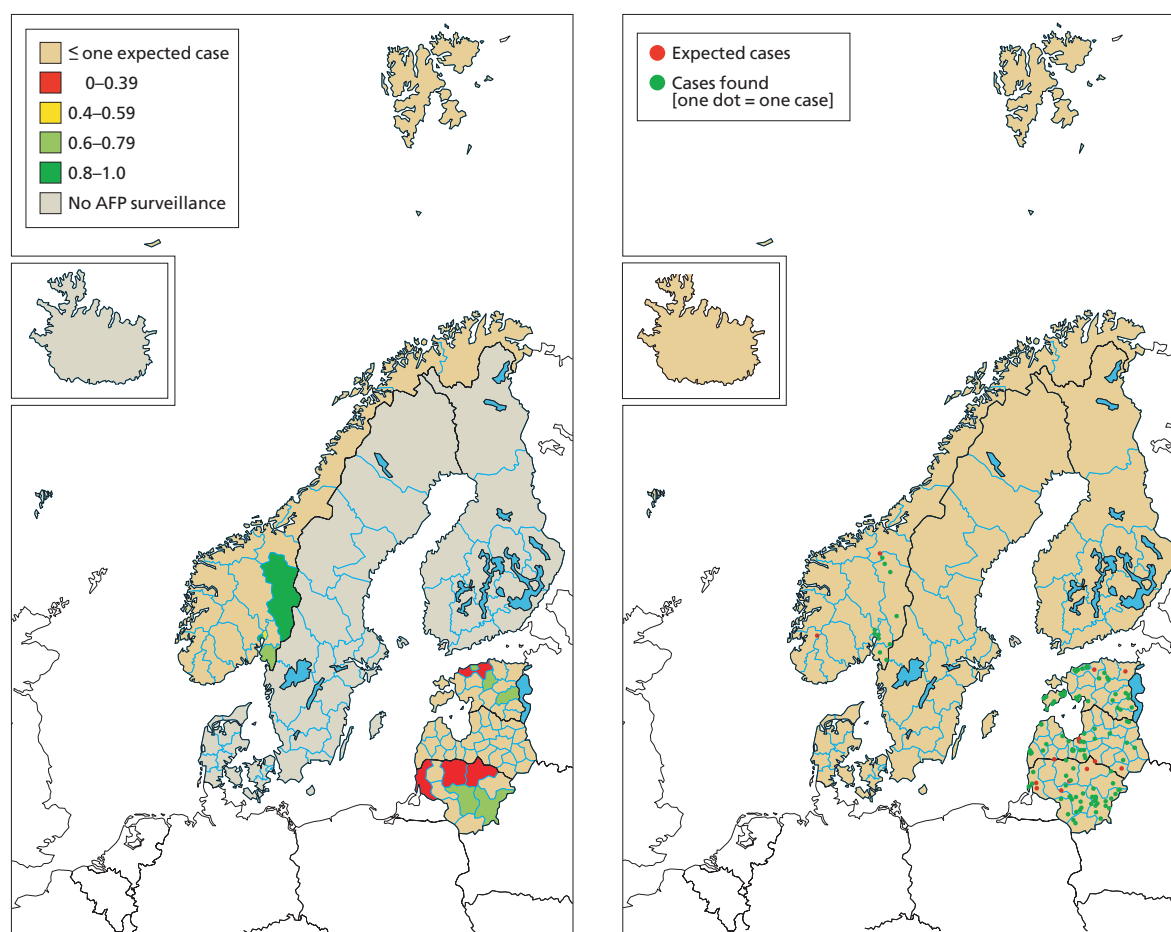 ≤ one expected case
0–0.39
0.4–0.59
0.6–0.79
0.8–1.0
No AFP surveillance
Expected cases
Cases found
[one dot = one case]